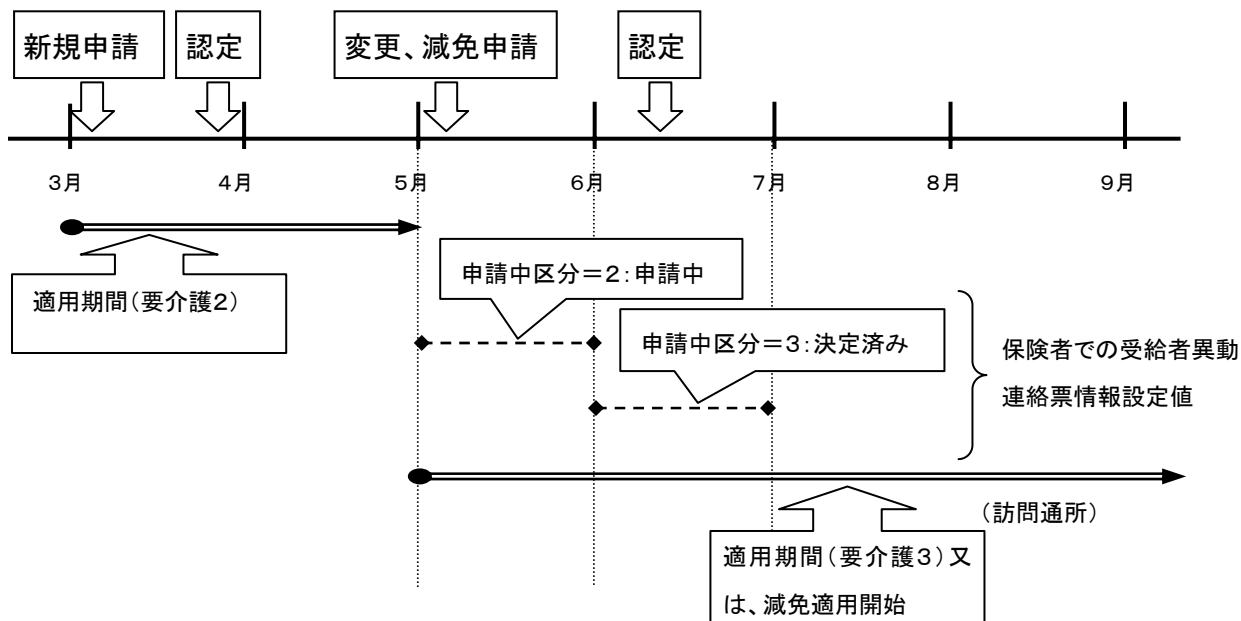 新規申請
認定
変更、減免申請
認定
3月
4月
5月
6月
7月
8月
9月
適用期間(要介護2)
申請中区分=2:申請中
申請中区分=3:決定済み
保険者での受給者異動
連絡票情報設定値
(訪問通所)
適用期間(要介護3)又
は、減免適用開始